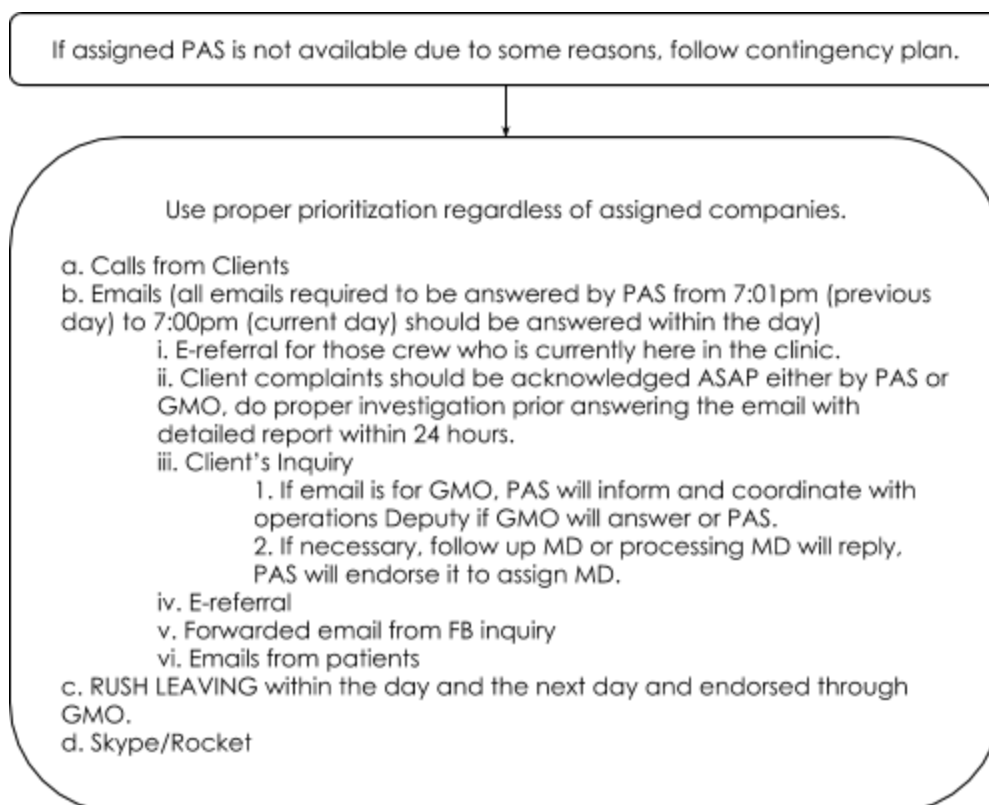 If assigned PAS is not available due to some reasons, follow contingency plan.
Use proper prioritization regardless of assigned companies.
a. Calls from Clients
b. Emails (all emails required to be answered by PAS from 7:01pm (previous
day) to 7:00pm (current day) should be answered within the day)
i. E-referral for those crew who is currently here in the clinic.
ii. Client complaints should be acknowledged ASAP either by PAS or
GMO, do proper investigation prior answering the email with
detailed report within 24 hours.
iii. Client's Inquiry
1. If email is for GMO, PAS will inform and coordinate with
operations Deputy if GMO will answer or PAS.
2. If necessary, follow up MD or processing MD will reply,
PAS will endorse it to assign MD.
iv. E-referral
v. Forwarded email from FB inquiry
vi. Emails from patients
c. RUSH LEAVING within the day and the next day and endorsed through
GMO.
d. Skype/Rocket